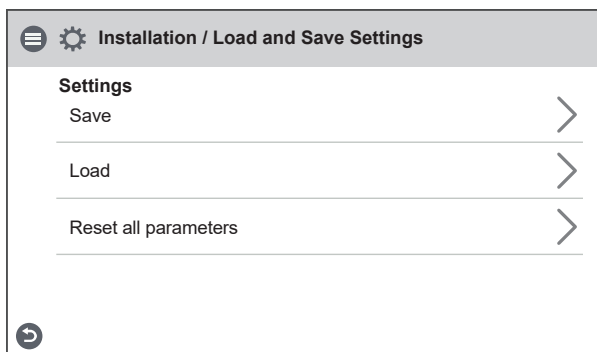 Installation / Load and Save Settings
Settings
Save
Load
Reset all parameters